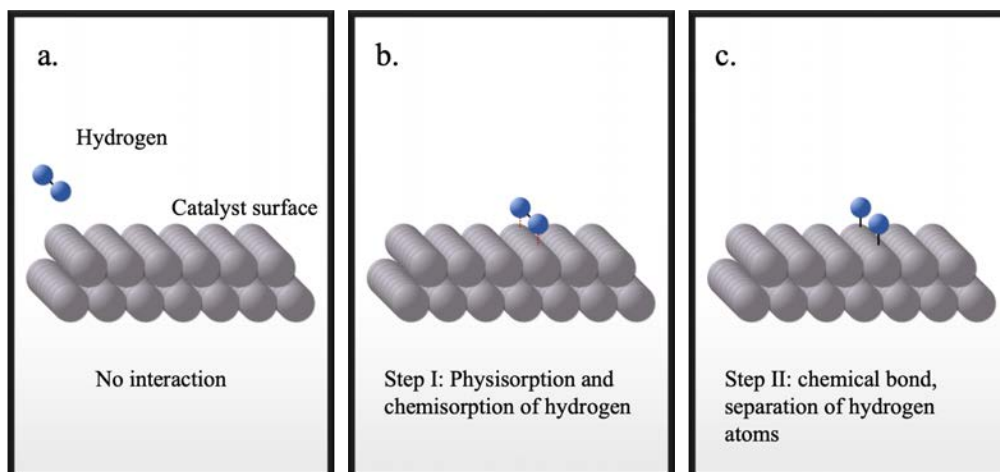 a.
Hydrogen
Catalyst surface
No interaction
b.
Step I: Physisorption and
chemisorption of hydrogen
c.
Step II: chemical bond,
separation of hydrogen
atoms